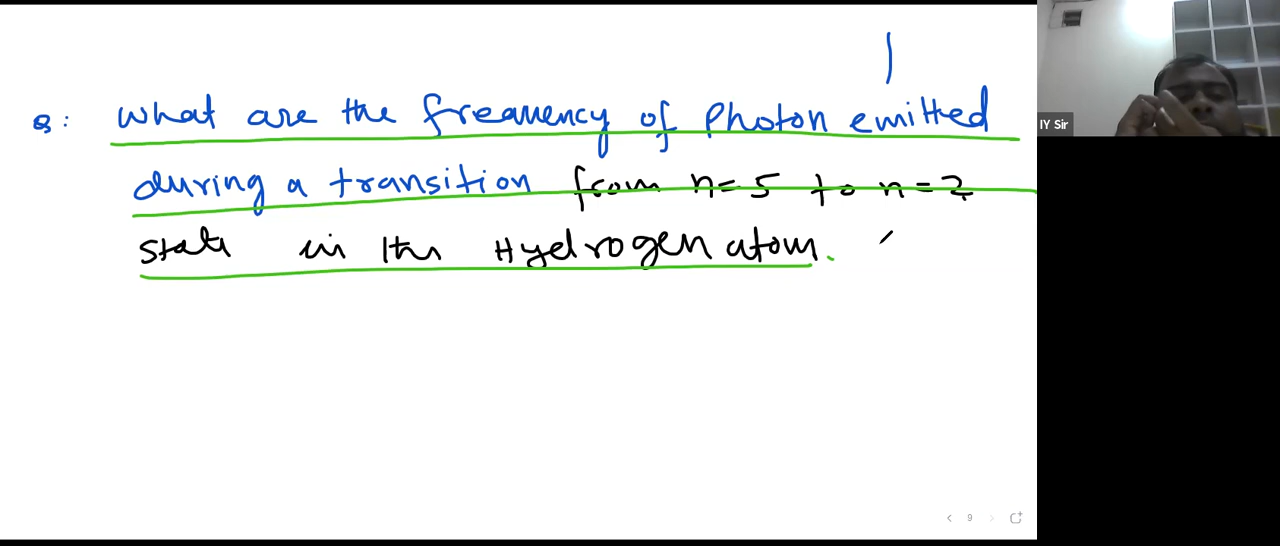 Q: What are the frequency of Photon emitted
during a transition from n=5 to n=2
state in the Hydrogen atom.
IY Sir
9